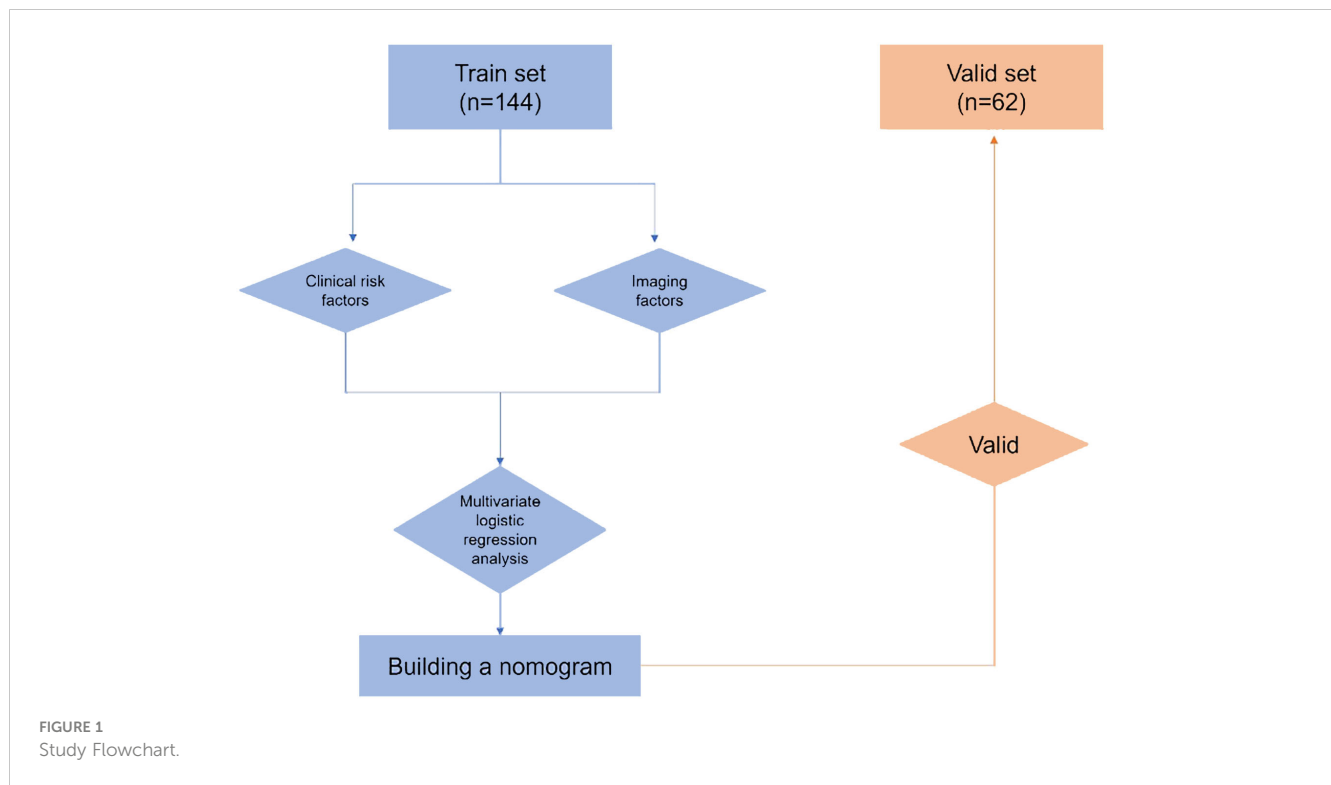 Train set
(n=144)
Valid set
(n=62)
Clinical risk
factors
Imaging
factors
Valid
Multivariate
logistic
regression
analysis
Building a nomogram
FIGURE 1
Study Flowchart.